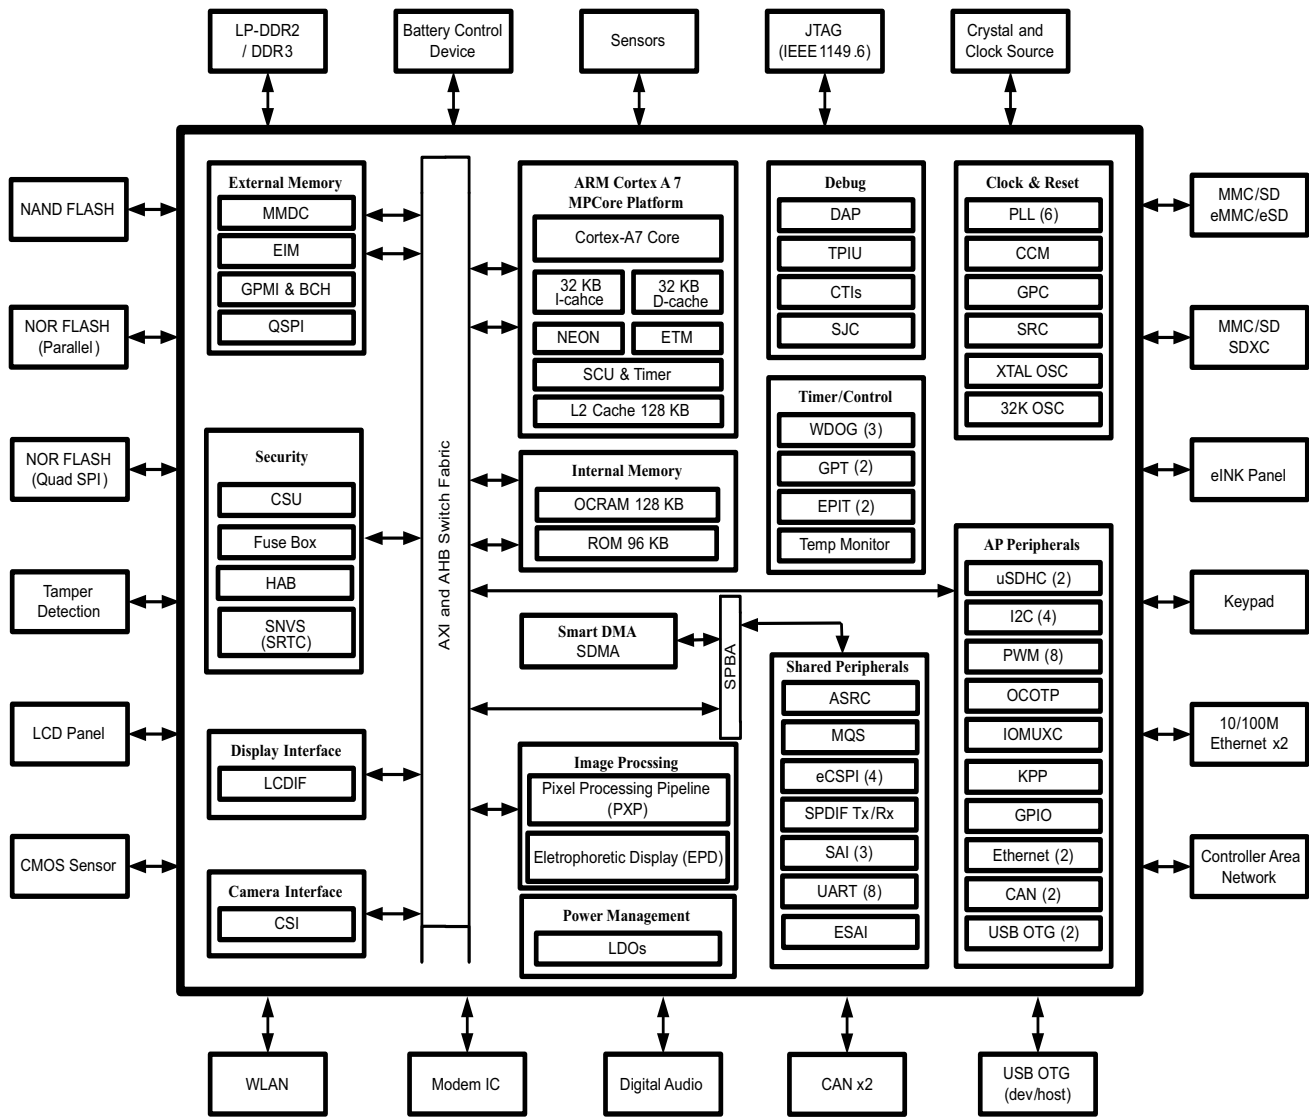 LP-DDR2
/ DDR3
Battery Control
Device
Sensors
JTAG
(IEEE 1149.6)
Crystal and
Clock Source
NAND FLASH
NOR FLASH
(Parallel)
NOR FLASH
(Quad SPI)
Tamper
Detection
LCD Panel
CMOS Sensor
External Memory
MMDC
EIM
GPMI & BCH
QSPI
Security
CSU
Fuse Box
HAB
SNVS
(SRTC)
Display Interface
LCDIF
Camera Interface
CSI
AXI and AHB Switch Fabric
ARM Cortex A 7
MPCore Platform
Cortex-A7 Core
32 KB
I-cahce
32 KB
D-cache
NEON
ETM
SCU & Timer
L2 Cache 128 KB
Internal Memory
OCRAM 128 KB
ROM 96 KB
Smart DMA
SDMA
SPBA
Image Procssing
Pixel Processing Pipeline
(PXP)
Eletrophoretic Display (EPD)
Power Management
LDOs
Debug
DAP
TPIU
CTIs
SJC
Timer/Control
WDOG (3)
GPT (2)
EPIT (2)
Temp Monitor
Shared Peripherals
ASRC
MQS
eCSPI (4)
SPDIF Tx/Rx
SAI (3)
UART (8)
ESAI
Clock & Reset
PLL (6)
CCM
GPC
SRC
XTAL OSC
32K OSC
AP Peripherals
uSDHC (2)
I2C (4)
PWM (8)
OCOTP
IOMUXC
KPP
GPIO
Ethernet (2)
CAN (2)
USB OTG (2)
MMC/SD
eMMC/eSD
MMC/SD
SDXC
eINK Panel
Keypad
10/100M
Ethernet x2
Controller Area
Network
WLAN
Modem IC
Digital Audio
CAN x2
USB OTG
(dev/host)